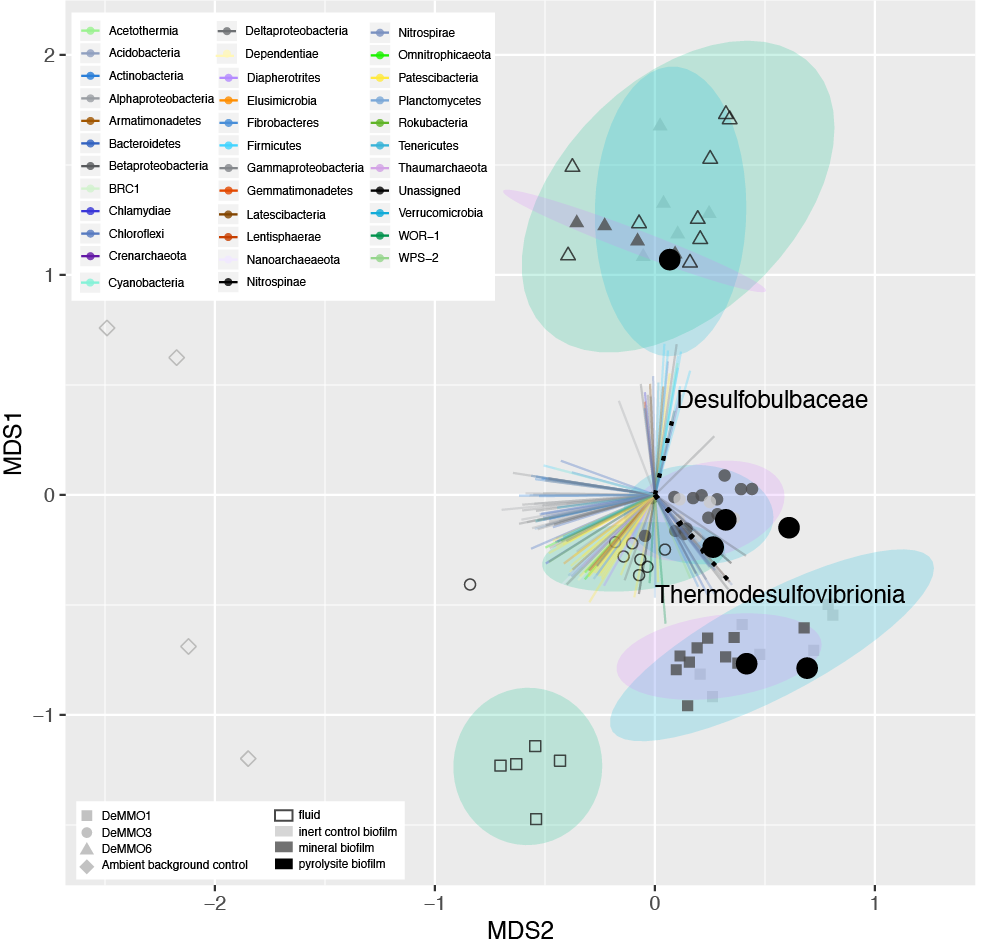 Acetothermia
Acidobacteria
Actinobacteria
Alphaproteobacteria
Armatimonadetes
Bacteroidetes
Betaproteobacteria
BRC1
Chlamydiae
Chloroflexi
Crenarchaeota
Cyanobacteria
Deltaproteobacteria
Dependentiae
Diapherotrites
Elusimicrobia
Fibrobacteres
Firmicutes
Gammaproteobacteria
Gemmatimonadetes
Latescibacteria
Lentisphaerae
Nanoarchaeaeota
Nitrospinae
Nitrospirae
Omnitrophicaeota
Patescibacteria
Planctomycetes
Rokubacteria
Tenericutes
Thaumarchaeota
Unassigned
Verrucomicrobia
WOR−1
WPS−2
2
1
0
−1
MDS1
Desulfobulbaceae
Thermodesulfovibrionia
DeMMO1
DeMMO3
DeMMO6
Ambient background control
fluid
inert control biofilm
mineral biofilm
pyrolysite biofilm
−2
−1
0
1
MDS2